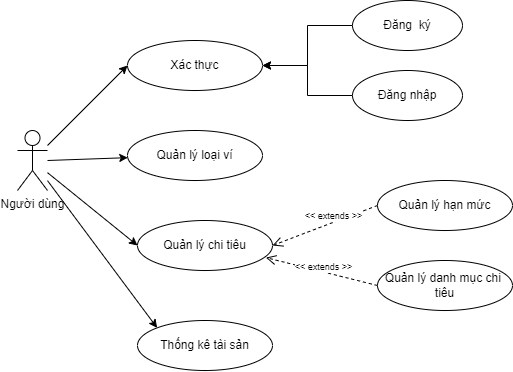 Đăng ký
Xác thực
Đăng nhập
Quản lý loại ví
Người dùng
Quản lý hạn mức
<< extends >>
Quản lý chi tiêu
<< extends >>
Quản lý danh mục chi
tiêu
Thống kê tài sản